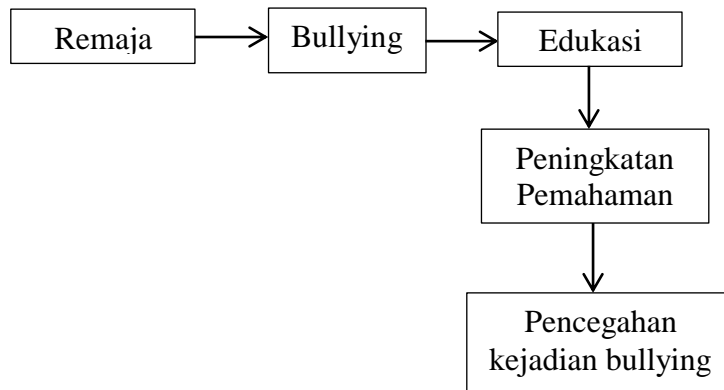 Remaja
Bullying
Edukasi
Peningkatan
Pemahaman
Pencegahan
kejadian bullying